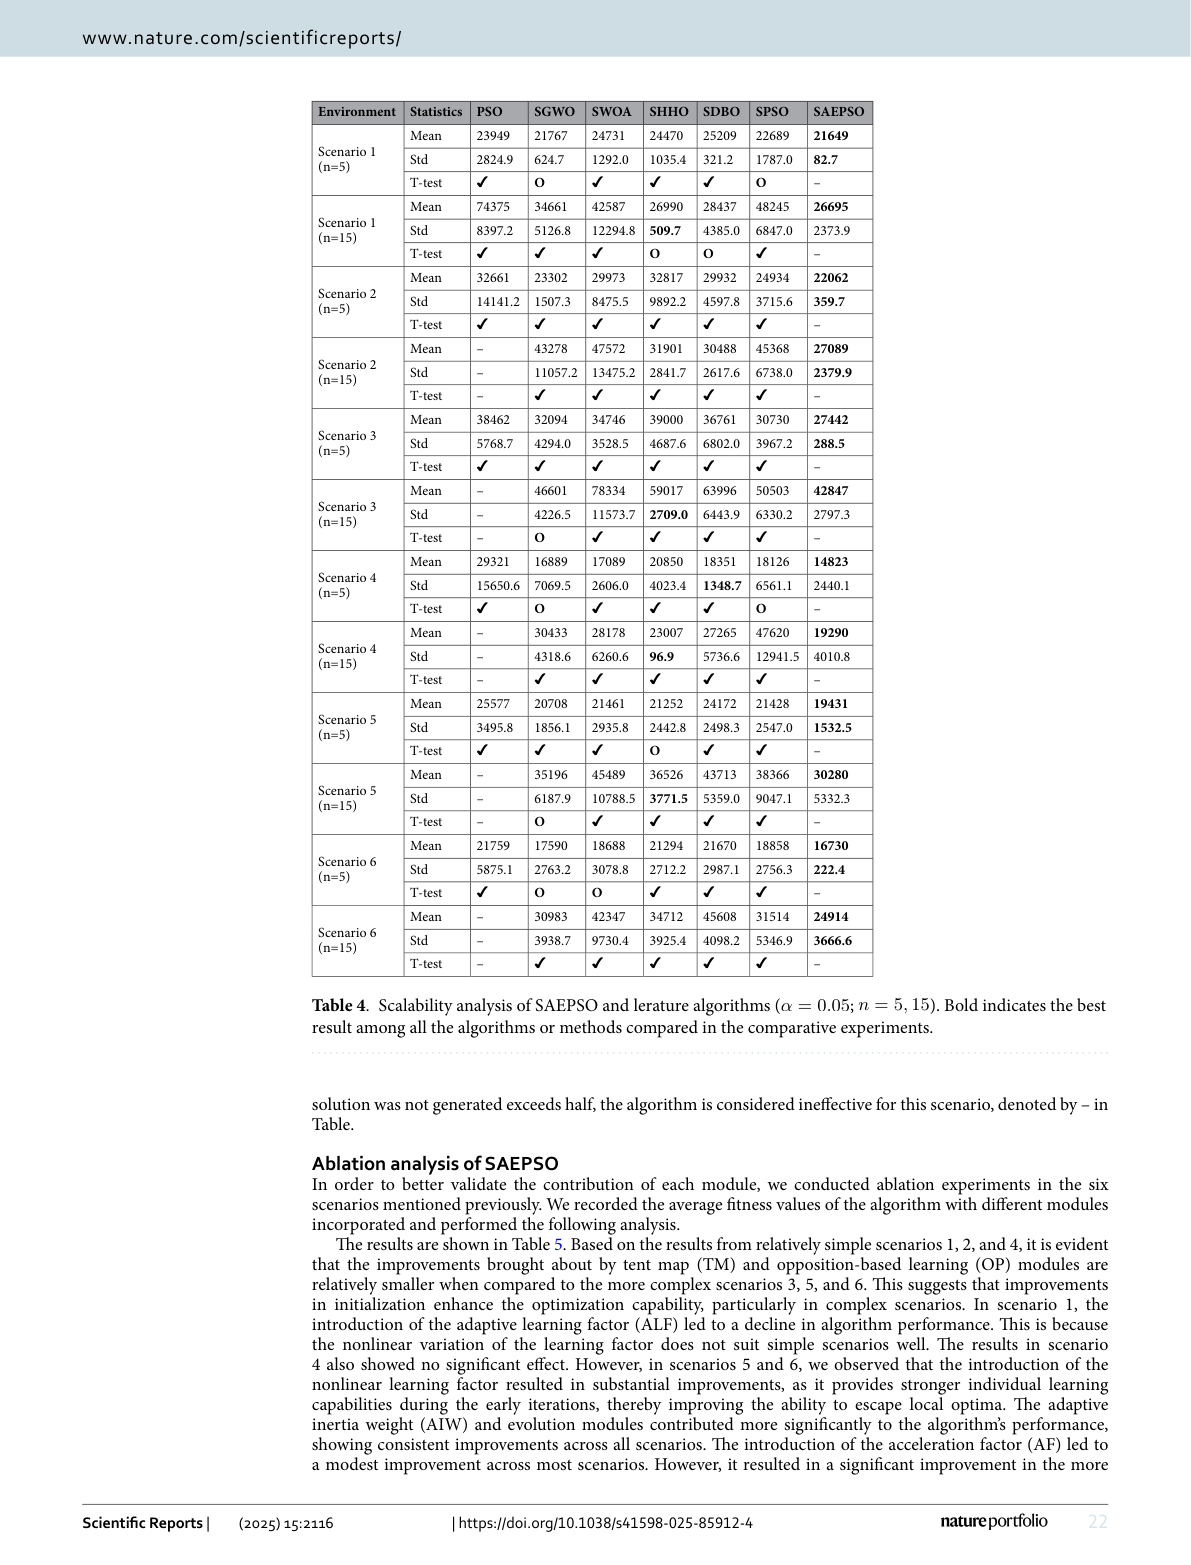 www.nature.com/scientificreports/
Environment Statistics PSO SGWO SWOA SHHO SDBO SPSO SAEPSO
Scenario 1 (n=5) Mean 23949 21767 24731 24470 25209 22689 21649
Std 2824.9 624.7 1292.0 1035.4 321.2 1787.0 82.7
T-test ✓ O ✓ ✓ ✓ O –
Scenario 1 (n=15) Mean 74375 34661 42587 26990 28437 48245 26695
Std 8397.2 5126.8 12294.8 509.7 4385.0 6847.0 2373.9
T-test ✓ ✓ ✓ O O ✓ –
Scenario 2 (n=5) Mean 32661 23302 29973 32817 29932 24934 22062
Std 14141.2 1507.3 8475.5 9892.2 4597.8 3715.6 359.7
T-test ✓ ✓ ✓ ✓ ✓ ✓ –
Scenario 2 (n=15) Mean – 43278 47572 31901 30488 45368 27089
Std – 11057.2 13475.2 2841.7 2617.6 6738.0 2379.9
T-test – ✓ ✓ ✓ ✓ ✓ –
Scenario 3 (n=5) Mean 38462 32094 34746 39000 36761 30730 27442
Std 5768.7 4294.0 3528.5 4687.6 6802.0 3967.2 288.5
T-test ✓ ✓ ✓ ✓ ✓ ✓ –
Scenario 3 (n=15) Mean – 46601 78334 59017 63996 50503 42847
Std – 4226.5 11573.7 2709.0 6443.9 6330.2 2797.3
T-test – O ✓ ✓ ✓ ✓ –
Scenario 4 (n=5) Mean 29321 16889 17089 20850 18351 18126 14823
Std 15650.6 7069.5 2606.0 4023.4 1348.7 6561.1 2440.1
T-test ✓ O ✓ ✓ ✓ O –
Scenario 4 (n=15) Mean – 30433 28178 23007 27265 47620 19290
Std – 4318.6 6260.6 96.9 5736.6 12941.5 4010.8
T-test – ✓ ✓ ✓ ✓ ✓ –
Scenario 5 (n=5) Mean 25577 20708 21461 21252 24172 21428 19431
Std 3495.8 1856.1 2935.8 2442.8 2498.3 2547.0 1532.5
T-test ✓ ✓ ✓ O ✓ ✓ –
Scenario 5 (n=15) Mean – 35196 45489 36526 43713 38366 30280
Std – 6187.9 10788.5 3771.5 5359.0 9047.1 5332.3
T-test – O ✓ ✓ ✓ ✓ –
Scenario 6 (n=5) Mean 21759 17590 18688 21294 21670 18858 16730
Std 5875.1 2763.2 3078.8 2712.2 2987.1 2756.3 222.4
T-test ✓ O O ✓ ✓ ✓ –
Scenario 6 (n=15) Mean – 30983 42347 34712 45608 31514 24914
Std – 3938.7 9730.4 3925.4 4098.2 5346.9 3666.6
T-test – ✓ ✓ ✓ ✓ ✓ –
Table 4. Scalability analysis of SAEPSO and lerature algorithms (α = 0.05; n = 5, 15). Bold indicates the best
result among all the algorithms or methods compared in the comparative experiments.
solution was not generated exceeds half, the algorithm is considered ineffective for this scenario, denoted by – in
Table.
Ablation analysis of SAEPSO
In order to better validate the contribution of each module, we conducted ablation experiments in the six
scenarios mentioned previously. We recorded the average fitness values of the algorithm with different modules
incorporated and performed the following analysis.
The results are shown in Table 5. Based on the results from relatively simple scenarios 1, 2, and 4, it is evident
that the improvements brought about by tent map (TM) and opposition-based learning (OP) modules are
relatively smaller when compared to the more complex scenarios 3, 5, and 6. This suggests that improvements
in initialization enhance the optimization capability, particularly in complex scenarios. In scenario 1, the
introduction of the adaptive learning factor (ALF) led to a decline in algorithm performance. This is because
the nonlinear variation of the learning factor does not suit simple scenarios well. The results in scenario
4 also showed no significant effect. However, in scenarios 5 and 6, we observed that the introduction of the
nonlinear learning factor resulted in substantial improvements, as it provides stronger individual learning
capabilities during the early iterations, thereby improving the ability to escape local optima. The adaptive
inertia weight (AIW) and evolution modules contributed more significantly to the algorithm's performance,
showing consistent improvements across all scenarios. The introduction of the acceleration factor (AF) led to
a modest improvement across most scenarios. However, it resulted in a significant improvement in the more
Scientific Reports | (2025) 15:2116 | https://doi.org/10.1038/s41598-025-85912-4 natureportfolio 22